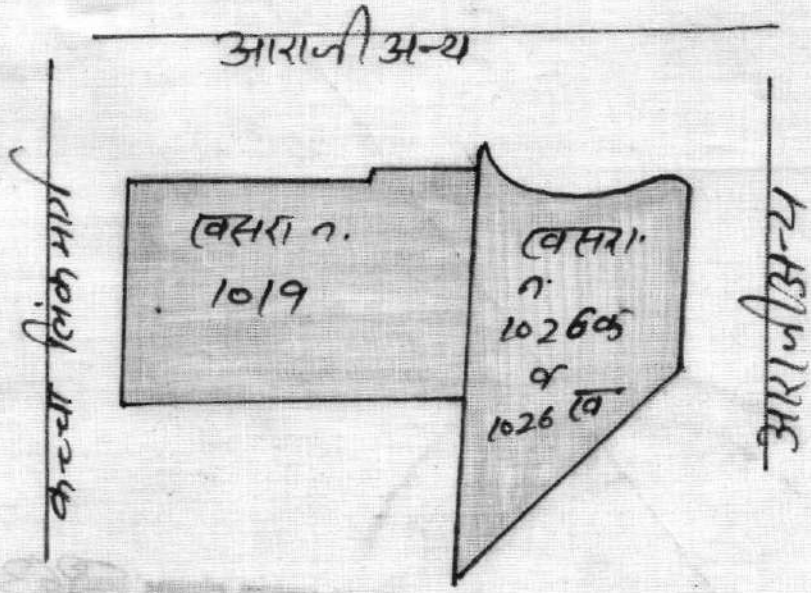 आराजी अन्य
कच्चा लिंक मार्ग
खसरा न.
1019
खसरा.
न.
1026क
व
1026 ख
आराजी अन्य